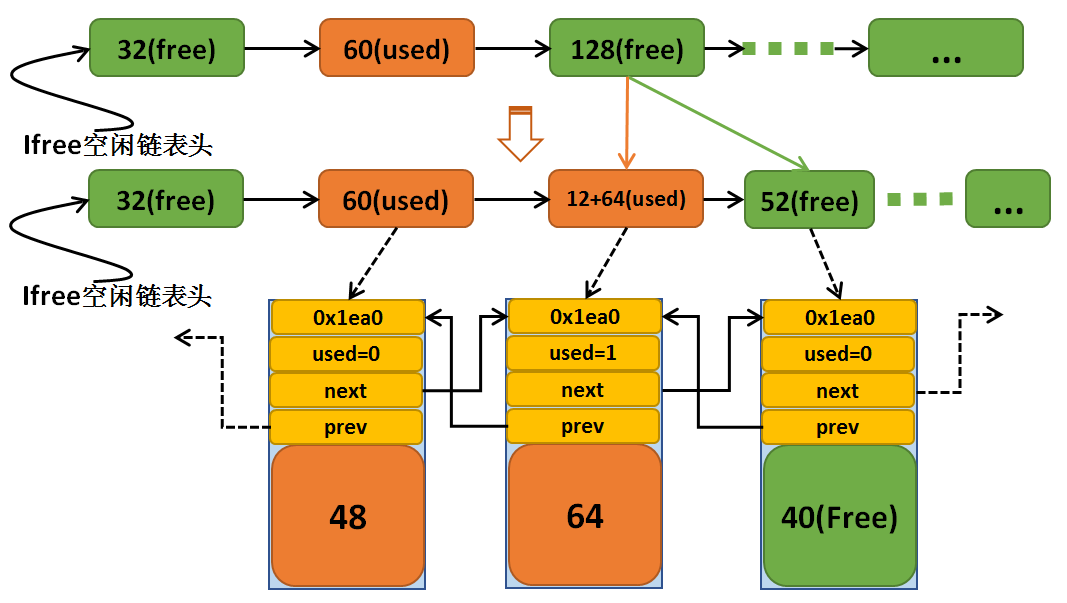 32(free) 60(used) 128(free) ...
lfree空闲链表头
32(free) 60(used) 12+64(used) 52(free) ...
lfree空闲链表头
0x1ea0 0x1ea0 0x1ea0
used=0 used=1 used=0
next next next
prev prev prev
48 64 40(Free)